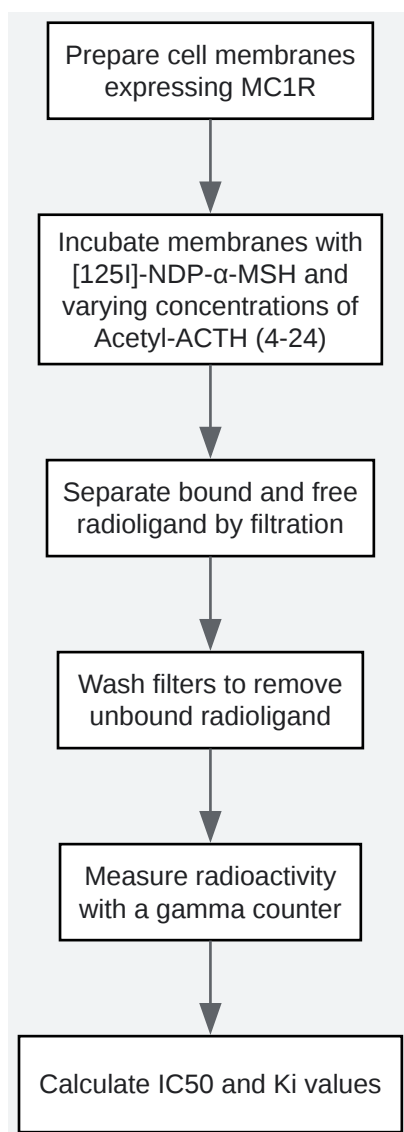 Prepare cell membranes
expressing MC1R
Incubate membranes with
[125I]-NDP-α-MSH and
varying concentrations of
Acetyl-ACTH (4-24)
Separate bound and free
radioligand by filtration
Wash filters to remove
unbound radioligand
Measure radioactivity
with a gamma counter
Calculate IC50 and Ki values